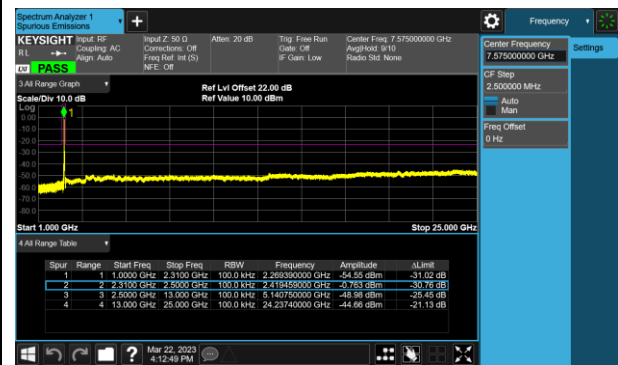 Spectrum Analyzer 1
Spurious Emissions
Frequency
KEYSIGHT Input: RF Input Z: 50 Ω Atten: 20 dB Trig: Free Run Center Freq: 7.575000000 GHz
RL Coupling: AC Corrections: Off Gate: Off Avg|Hold: 9/10
Align: Auto Freq Ref: Int (S) IF Gain: Low Radio Std: None
NFE: Off
PASS
Center Frequency
7.575000000 GHz
Settings
CF Step
2.500000 MHz
Auto
Man
Freq Offset
0 Hz
3 All Range Graph
Ref Lvl Offset 22.00 dB
Scale/Div 10.0 dB Ref Value 10.00 dBm
Log
1
0.00
-10.0
-20.0
-30.0
-40.0
-50.0
-60.0
-70.0
-80.0
Start 1.000 GHz Stop 25.000 GHz
4 All Range Table
Spur Range Start Freq Stop Freq RBW Frequency Amplitude ΔLimit
1 1 1.0000 GHz 2.3100 GHz 100.0 kHz 2.269390000 GHz -54.55 dBm -31.02 dB
2 2 2.3100 GHz 2.5000 GHz 100.0 kHz 2.419459000 GHz -0.763 dBm -30.76 dB
3 3 2.5000 GHz 13.000 GHz 100.0 kHz 5.140750000 GHz -48.98 dBm -25.45 dB
4 4 13.000 GHz 25.000 GHz 100.0 kHz 24.23740000 GHz -44.66 dBm -21.13 dB
Mar 22, 2023
4:12:49 PM